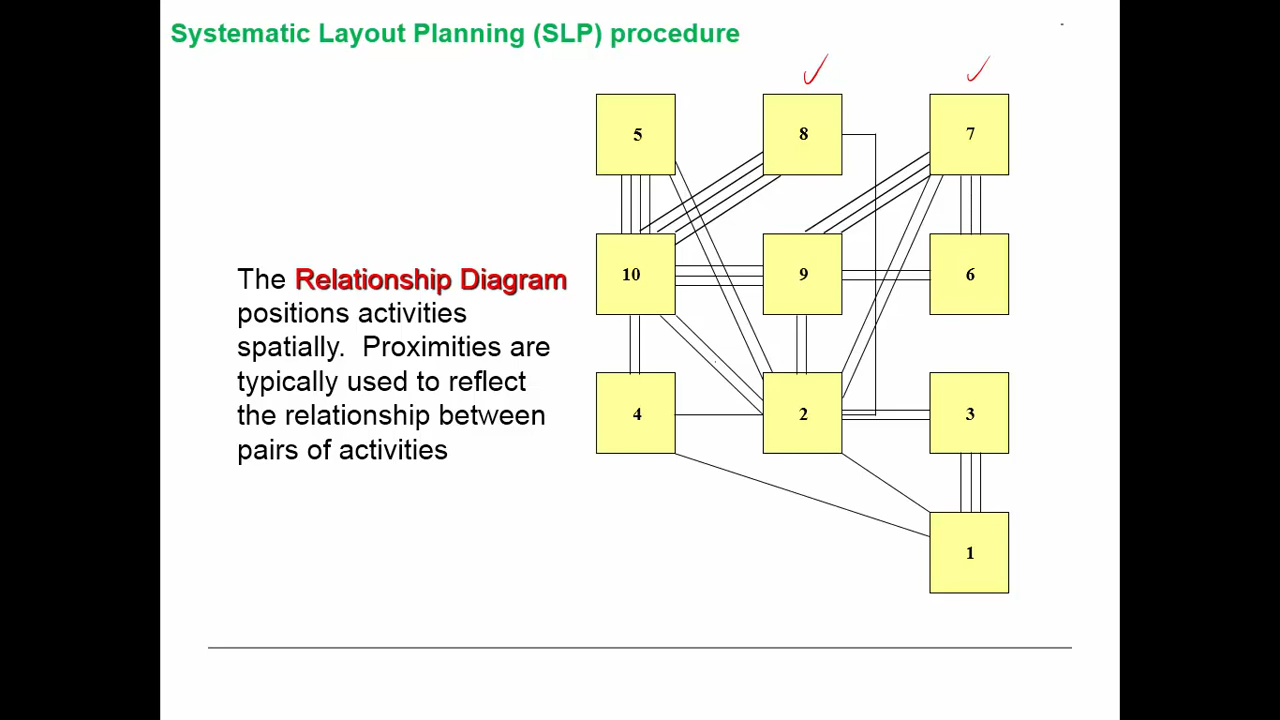 Systematic Layout Planning (SLP) procedure
5 8 7
10 9 6
The Relationship Diagram
positions activities
spatially. Proximities are
typically used to reflect
the relationship between
pairs of activities
4 2 3
1